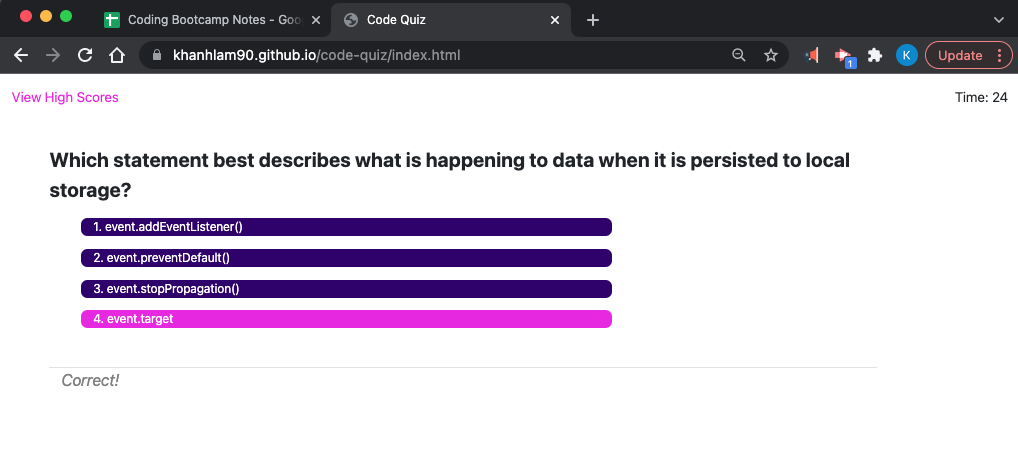 Coding Bootcamp Notes - Goo
Code Quiz
khanhlam90.github.io/code-quiz/index.html
1
K
Update
View High Scores
Time: 24
Which statement best describes what is happening to data when it is persisted to local
storage?
1. event.addEventListener()
2. event.preventDefault()
3. event.stopPropagation()
4. event.target
Correct!